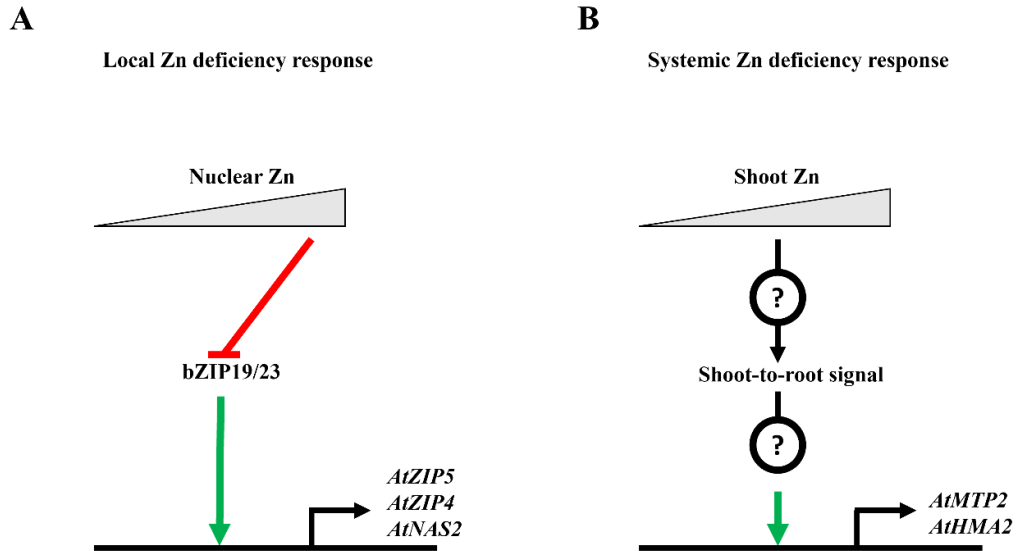 A
Local Zn deficiency response
Nuclear Zn
bZIP19/23
AtZIP5
AtZIP4
AtNAS2
B
Systemic Zn deficiency response
Shoot Zn
?
Shoot-to-root signal
?
AtMTP2
AtHMA2